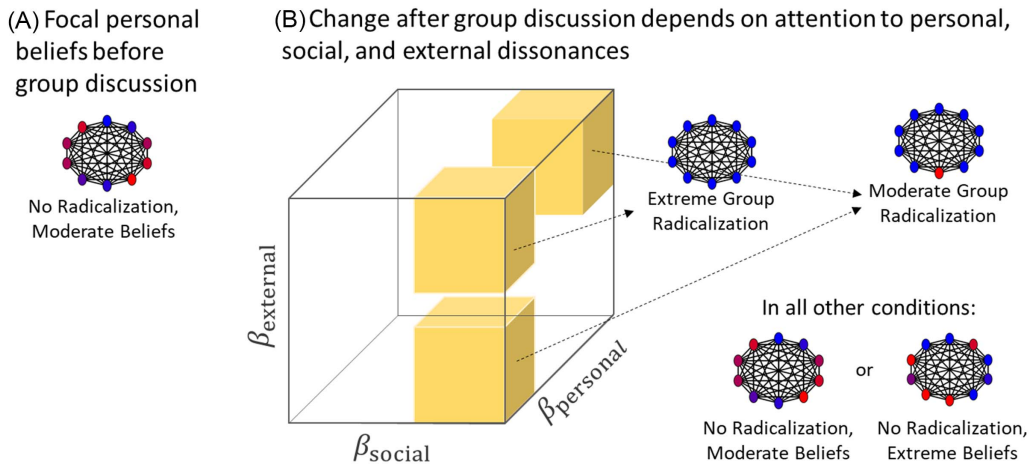 (A) Focal personal
beliefs before
group discussion
No Radicalization,
Moderate Beliefs
(B) Change after group discussion depends on attention to personal,
social, and external dissonances
βexternal
βsocial
βpersonal
Extreme Group
Radicalization
Moderate Group
Radicalization
In all other conditions:
or
No Radicalization,
Moderate Beliefs
No Radicalization,
Extreme Beliefs